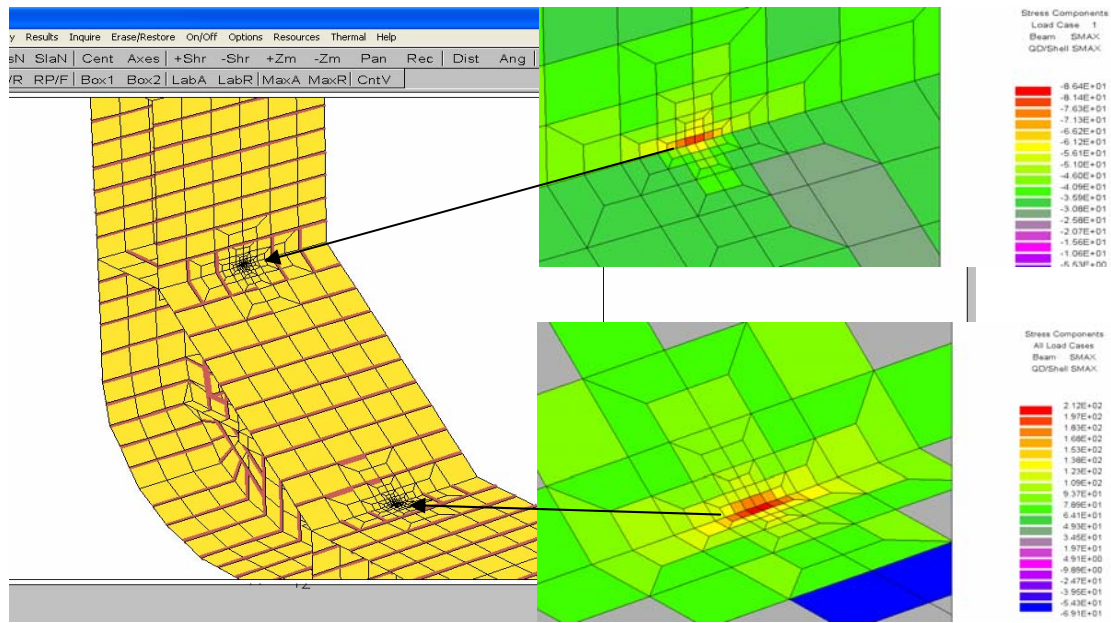 y Results Inquire Erase/Restore On/Off Options Resources Thermal Help
sN SlaN Cent Axes +Shr -Shr +Zm -Zm Pan Rec Dist Ang
/R RP/F Box1 Box2 LabA LabR MaxA MaxR CntV
Stress Components
Load Case 1
Beam SMAX
QD/Shell SMAX
-8.64E+01
-8.14E+01
-7.63E+01
-7.13E+01
-6.62E+01
-6.12E+01
-5.61E+01
-5.10E+01
-4.60E+01
-4.09E+01
-3.59E+01
-3.08E+01
-2.58E+01
-2.07E+01
-1.56E+01
-1.06E+01
-5.53E+00
Stress Components
All Load Cases
Beam SMAX
QD/Shell SMAX
2.12E+02
1.97E+02
1.83E+02
1.68E+02
1.53E+02
1.38E+02
1.23E+02
1.09E+02
9.37E+01
7.89E+01
6.41E+01
4.93E+01
3.45E+01
1.97E+01
4.91E+00
-9.89E+00
-2.47E+01
-3.95E+01
-5.43E+01
-6.91E+01